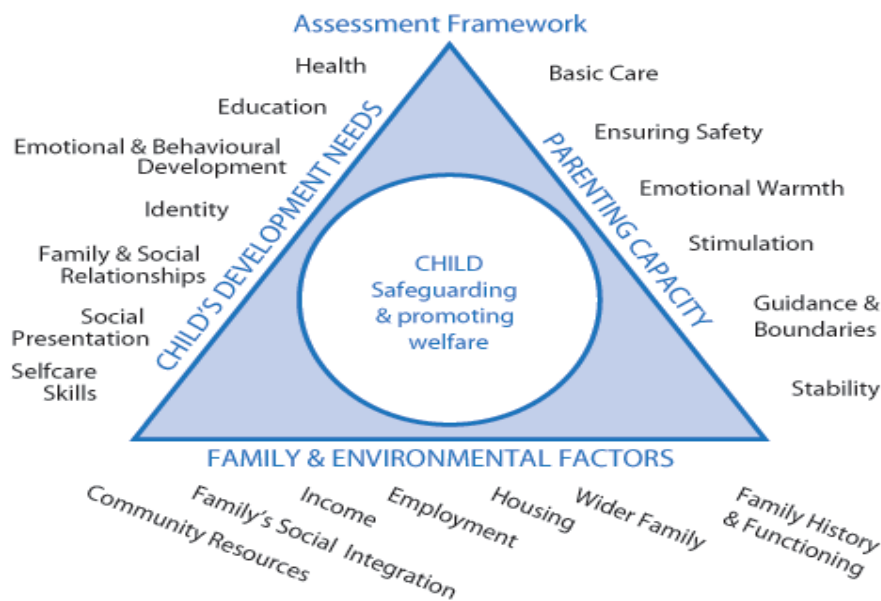 Assessment Framework
Health
Education
Emotional & Behavioural
Development
Identity
Family & Social
Relationships
Social
Presentation
Selfcare
Skills
CHILD'S DEVELOPMENT NEEDS
CHILD
Safeguarding
& promoting
welfare
PARENTING CAPACITY
Basic Care
Ensuring Safety
Emotional Warmth
Stimulation
Guidance &
Boundaries
Stability
FAMILY & ENVIRONMENTAL FACTORS
Community Resources
Family's Social Integration
Income
Employment
Housing
Wider Family
Family History
& Functioning